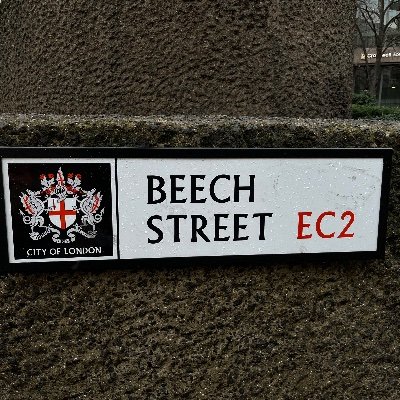 BEECH
STREET EC2
CITY OF LONDON